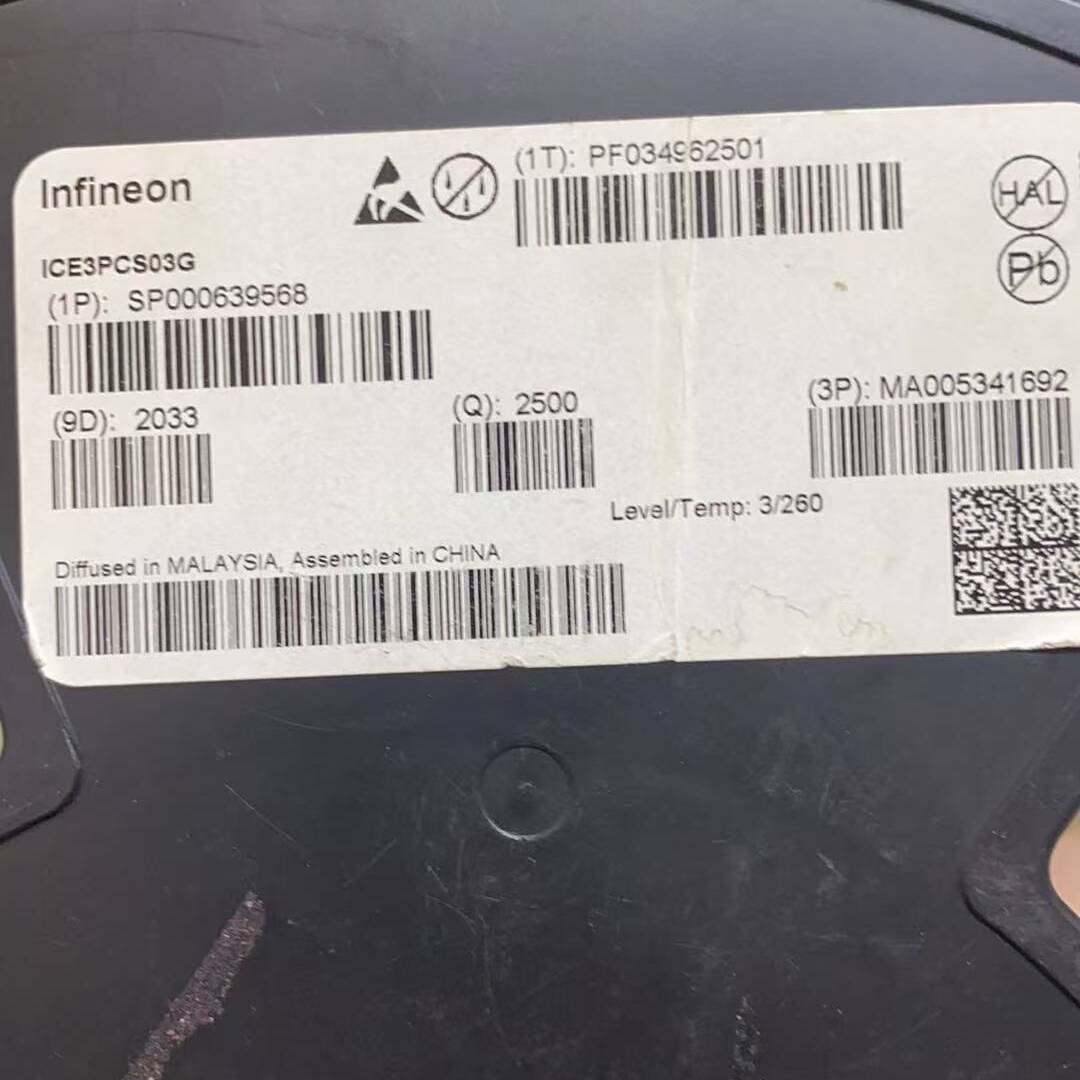 Infineon
(1T): PF034962501
HAL
Pb
ICE3PCS03G
(1P): SP000639568
(9D): 2033
(Q): 2500
(3P): MA005341692
Level/Temp: 3/260
Diffused in MALAYSIA, Assembled in CHINA